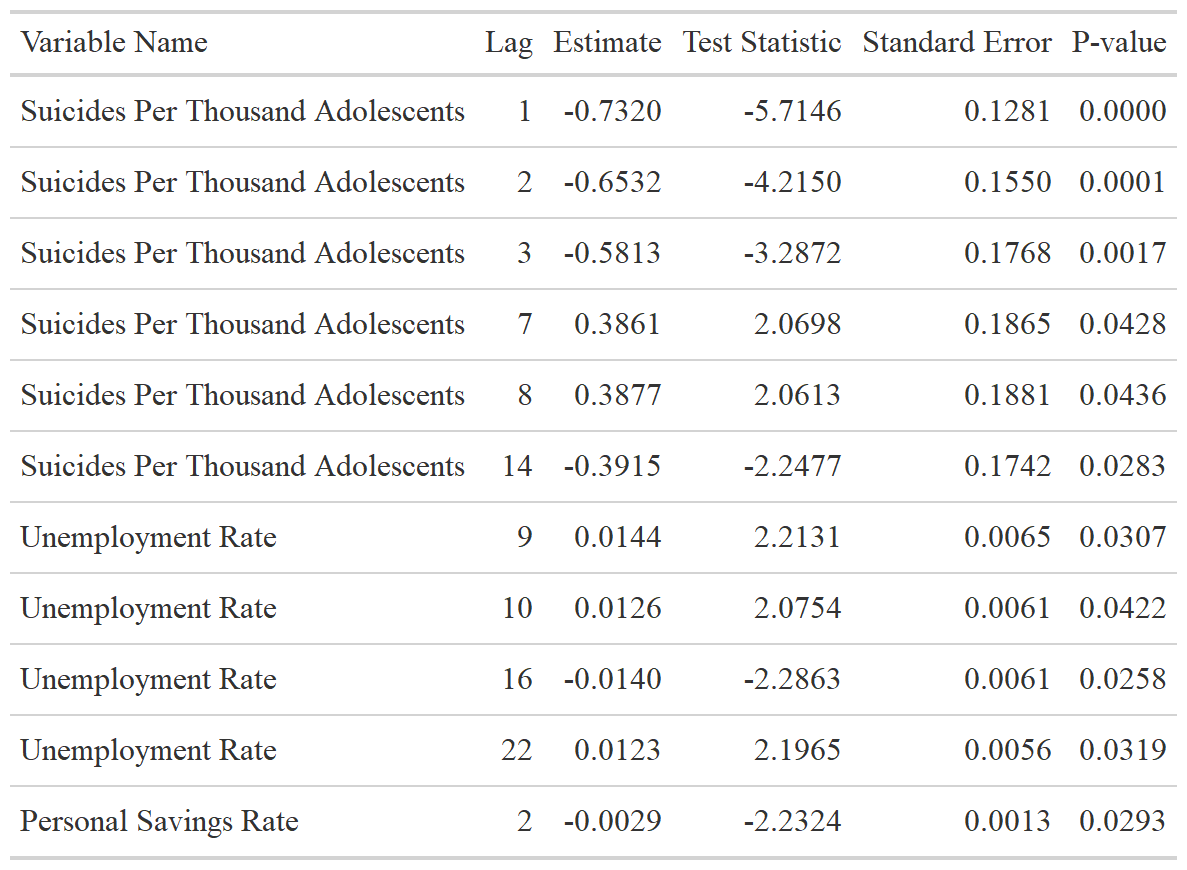 Variable Name Lag Estimate Test Statistic Standard Error P-value
Suicides Per Thousand Adolescents 1 -0.7320 -5.7146 0.1281 0.0000
Suicides Per Thousand Adolescents 2 -0.6532 -4.2150 0.1550 0.0001
Suicides Per Thousand Adolescents 3 -0.5813 -3.2872 0.1768 0.0017
Suicides Per Thousand Adolescents 7 0.3861 2.0698 0.1865 0.0428
Suicides Per Thousand Adolescents 8 0.3877 2.0613 0.1881 0.0436
Suicides Per Thousand Adolescents 14 -0.3915 -2.2477 0.1742 0.0283
Unemployment Rate 9 0.0144 2.2131 0.0065 0.0307
Unemployment Rate 10 0.0126 2.0754 0.0061 0.0422
Unemployment Rate 16 -0.0140 -2.2863 0.0061 0.0258
Unemployment Rate 22 0.0123 2.1965 0.0056 0.0319
Personal Savings Rate 2 -0.0029 -2.2324 0.0013 0.0293